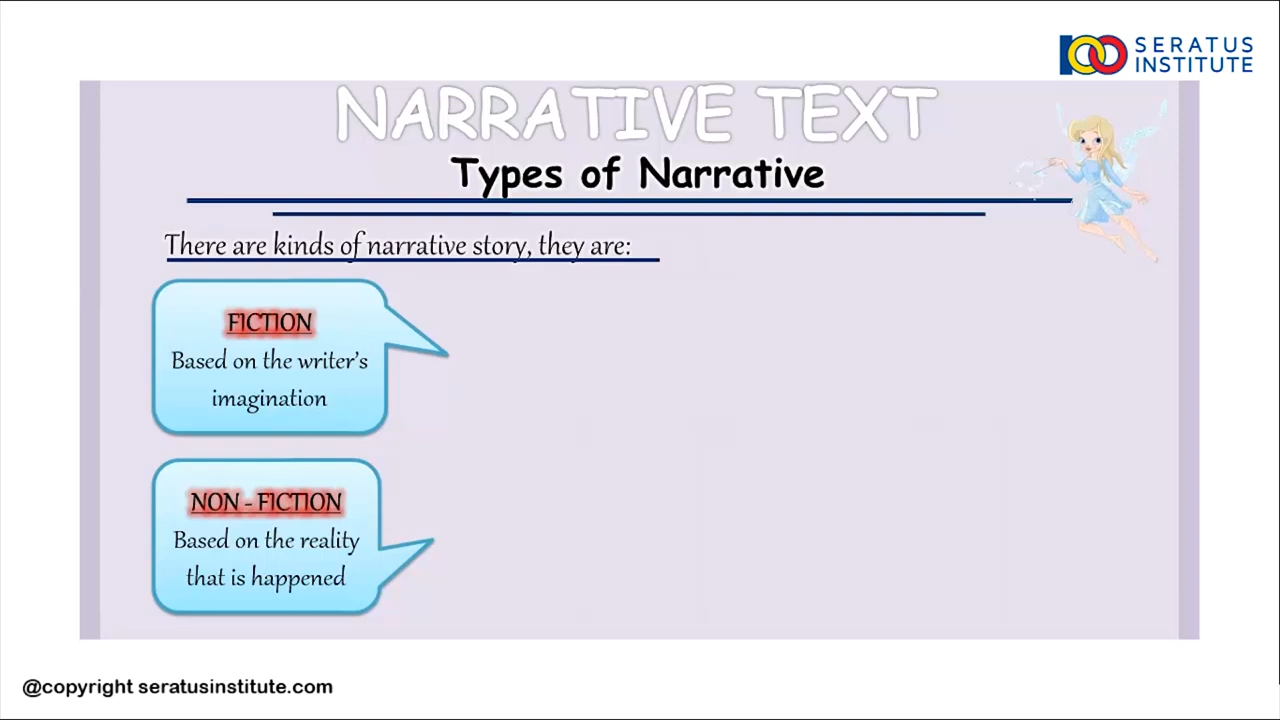 SERATUS
INSTITUTE
NARRATIVE TEXT
Types of Narrative
There are kinds of narrative story, they are:
FICTION
Based on the writer's
imagination
NON - FICTION
Based on the reality
that is happened
@copyright seratusinstitute.com